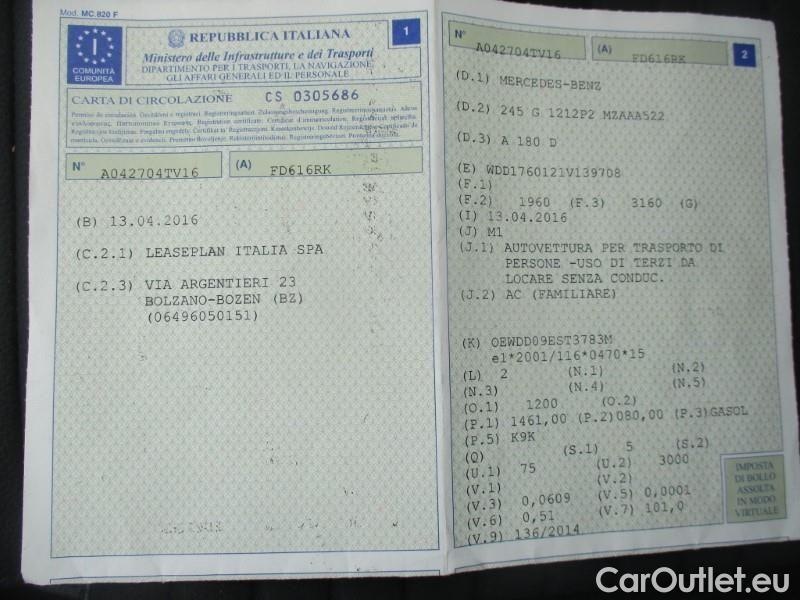 Mod. MC 820 F
I
COMUNITÀ
EUROPEA
REPUBBLICA ITALIANA
1
Ministero delle Infrastrutture e dei Trasporti
DIPARTIMENTO PER I TRASPORTI, LA NAVIGAZIONE,
GLI AFFARI GENERALI ED IL PERSONALE
CARTA DI CIRCOLAZIONE CS 0305686
N° A042704TV16 (A) FD616RK
(B) 13.04.2016
(C.2.1) LEASEPLAN ITALIA SPA
(C.2.3) VIA ARGENTIERI 23
BOLZANO-BOZEN (BZ)
(06496050151)
N° A042704TV16 (A) FD616RK 2
(D.1) MERCEDES-BENZ
(D.2) 245 G 1212P2 MZAAA522
(D.3) A 180 D
(E) WDD1760121V139708
(F.1)
(F.2) 1960 (F.3) 3160 (G)
(I) 13.04.2016
(J) M1
(J.1) AUTOVETTURA PER TRASPORTO DI
PERSONE -USO DI TERZI DA
LOCARE SENZA CONDUC.
(J.2) AC (FAMILIARE)
(K) OEWDD09EST3783M
e1*2001/116*0470*15
(L) 2 (N.1) (N.2)
(N.3) (N.4) (N.5)
(O.1) 1200 (O.2)
(P.1) 1461,00 (P.2)080,00 (P.3)GASOL
(P.5) K9K
(Q) (S.1) 5 (S.2)
(U.1) 75 (U.2) 3000
(V.1) (V.2)
(V.3) 0,0609 (V.5) 0,0001
(V.6) 0,51 (V.7) 101,0
(V.9) 136/2014
IMPOSTA
DI BOLLO
ASSOLTA
IN MODO
VIRTUALE
CarOutlet.eu